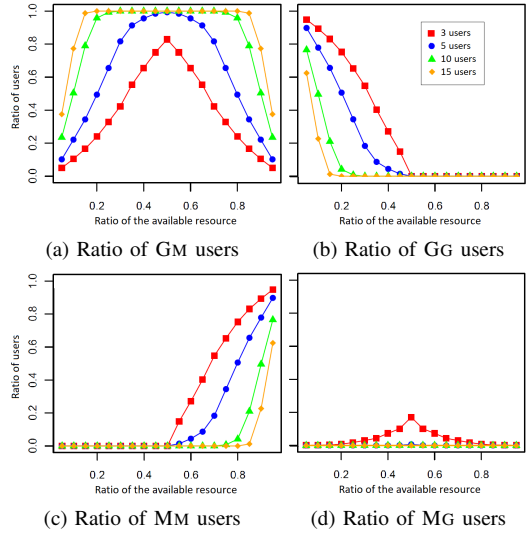 Ratio of users
0.0 0.2 0.4 0.6 0.8 1.0
0.2 0.4 0.6 0.8
Ratio of the available resource
(a) Ratio of GM users
3 users
5 users
10 users
15 users
0.2 0.4 0.6 0.8
Ratio of the available resource
(b) Ratio of GG users
Ratio of users
0.0 0.2 0.4 0.6 0.8 1.0
0.2 0.4 0.6 0.8
Ratio of the available resource
(c) Ratio of MM users
0.2 0.4 0.6 0.8
Ratio of the available resource
(d) Ratio of MG users